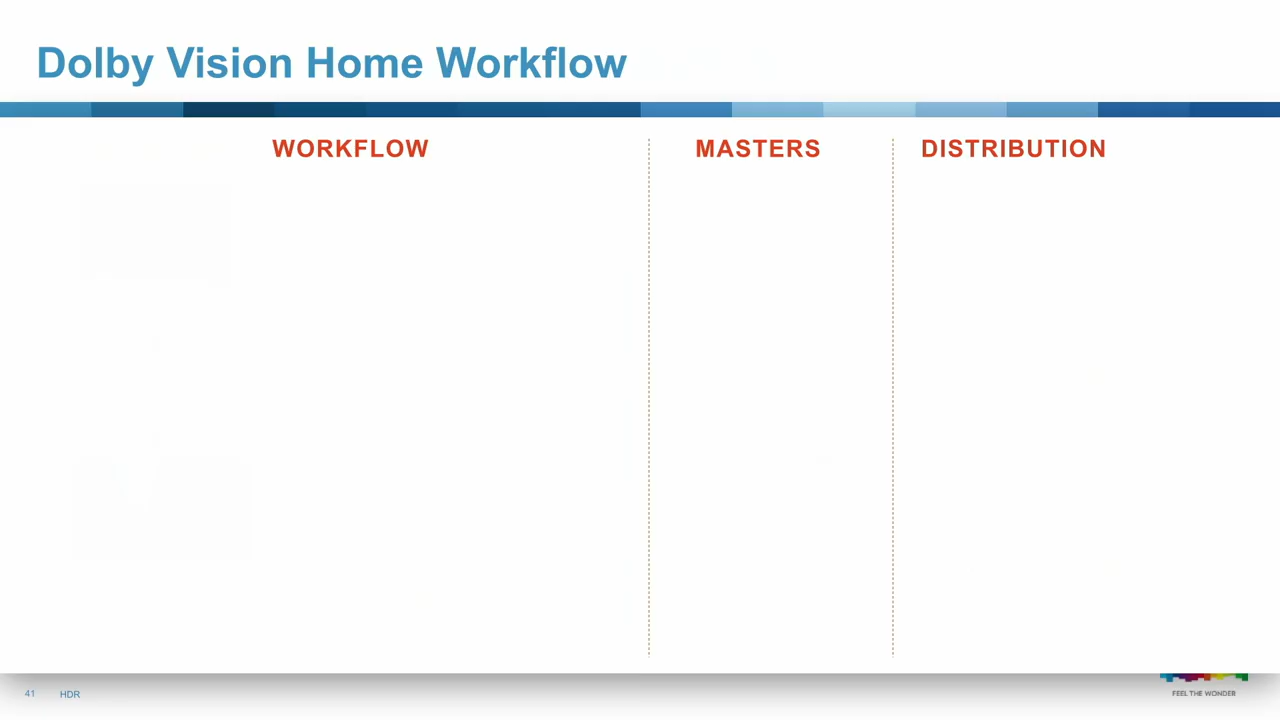 Dolby Vision Home Workflow
WORKFLOW
MASTERS
DISTRIBUTION
41
HDR
FEEL THE WONDER